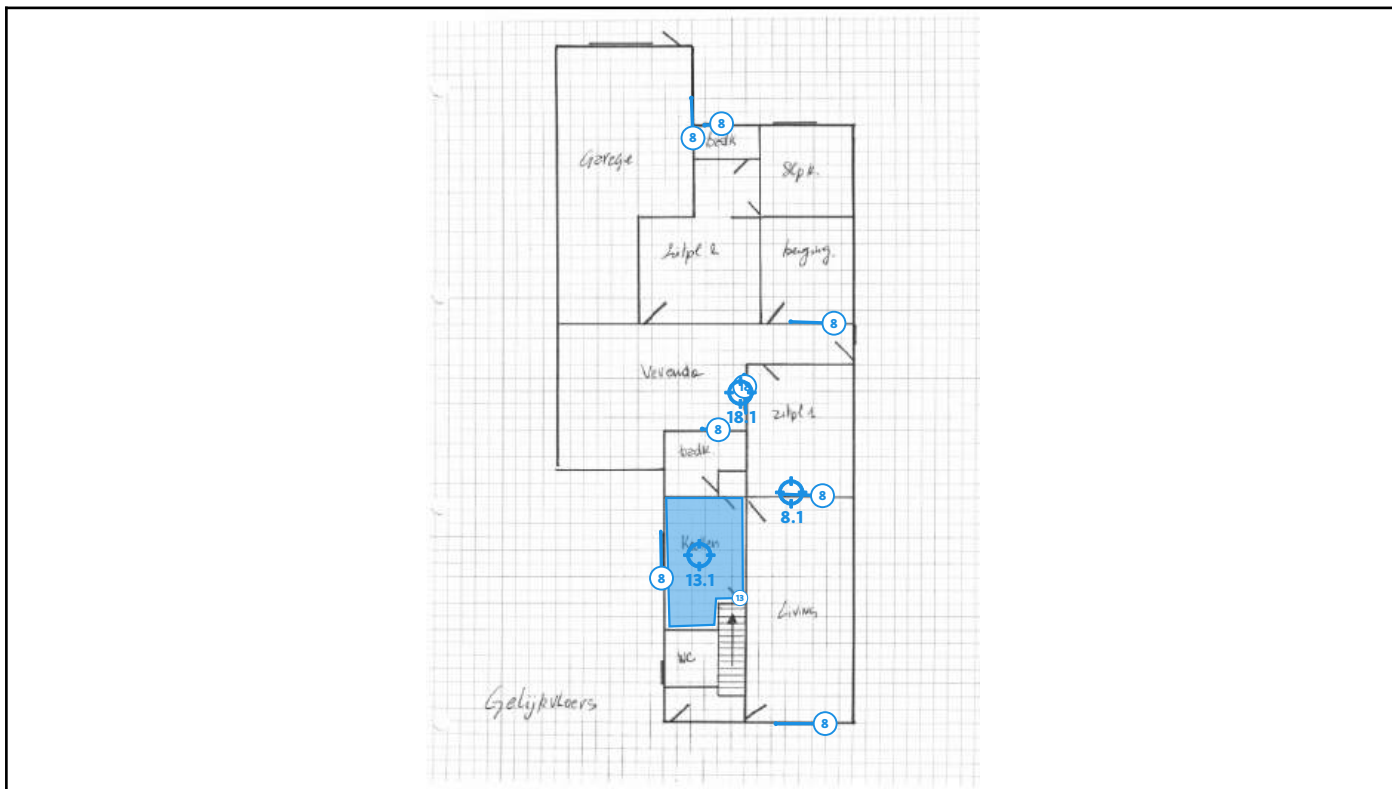 8
8
badk
Garage
Slpk.
Zitpl 2
berging.
8
Veranda
18
18.1
zitpl 1
8
badk.
8
8.1
Keuken
13.1
8
13
Living
WC
Gelijkvloers
8